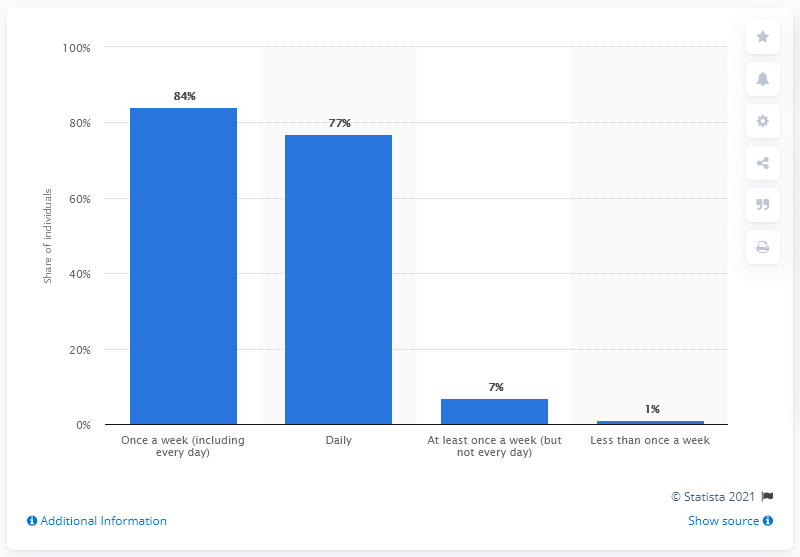 100%
80%
60%
40%
20%
0%
Share of individuals
84%
77%
7%
1%
Once a week (including
every day)
Daily
At least once a week (but
not every day)
Less than once a week
© Statista 2021
Additional Information
Show source